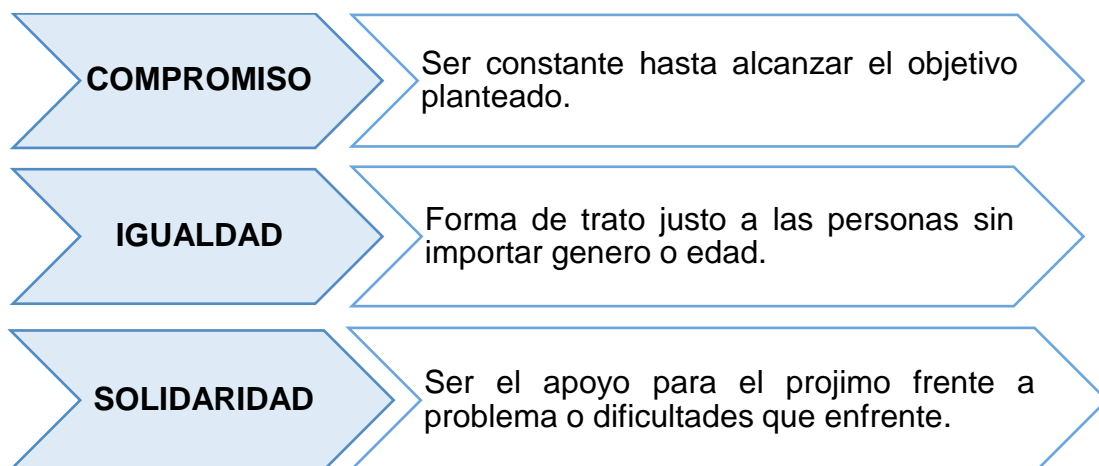 COMPROMISO
Ser constante hasta alcanzar el objetivo
planteado.
IGUALDAD
Forma de trato justo a las personas sin
importar genero o edad.
SOLIDARIDAD
Ser el apoyo para el projimo frente a
problema o dificultades que enfrente.